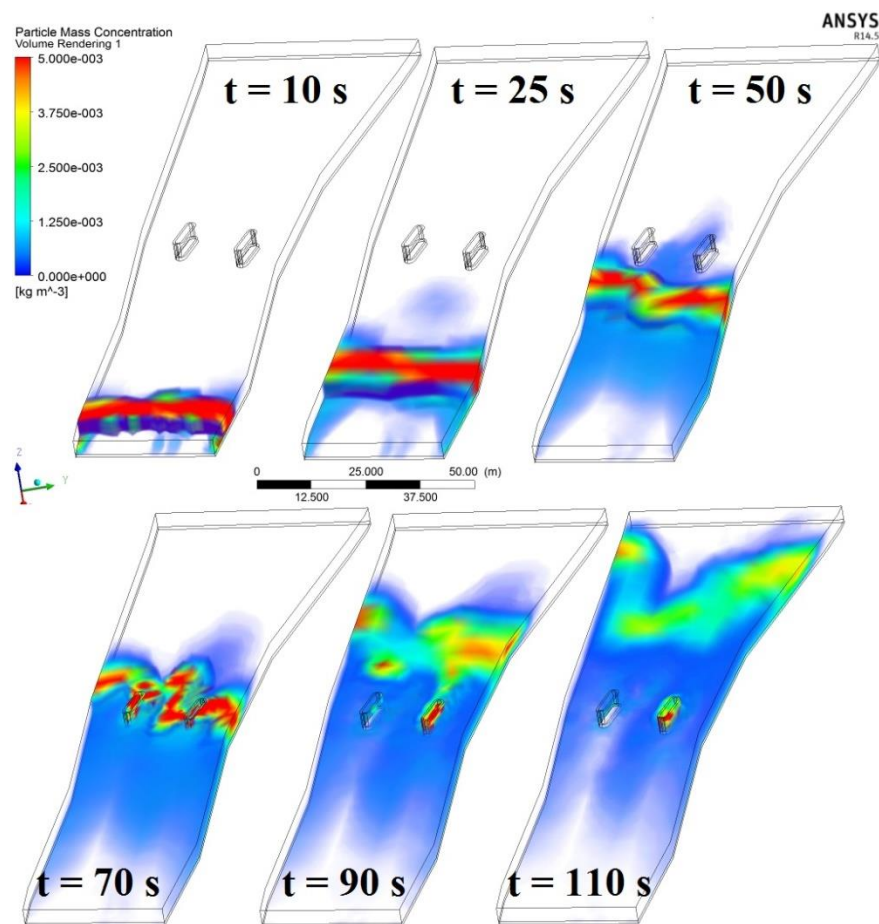 Particle Mass Concentration
Volume Rendering 1
5.000e-003
3.750e-003
2.500e-003
1.250e-003
0.000e+000
[kg m^-3]
ANSYS
R14.5
t = 10 s
t = 25 s
t = 50 s
Z
Y
0 25.000 50.00 (m)
12.500 37.500
t = 70 s
t = 90 s
t = 110 s